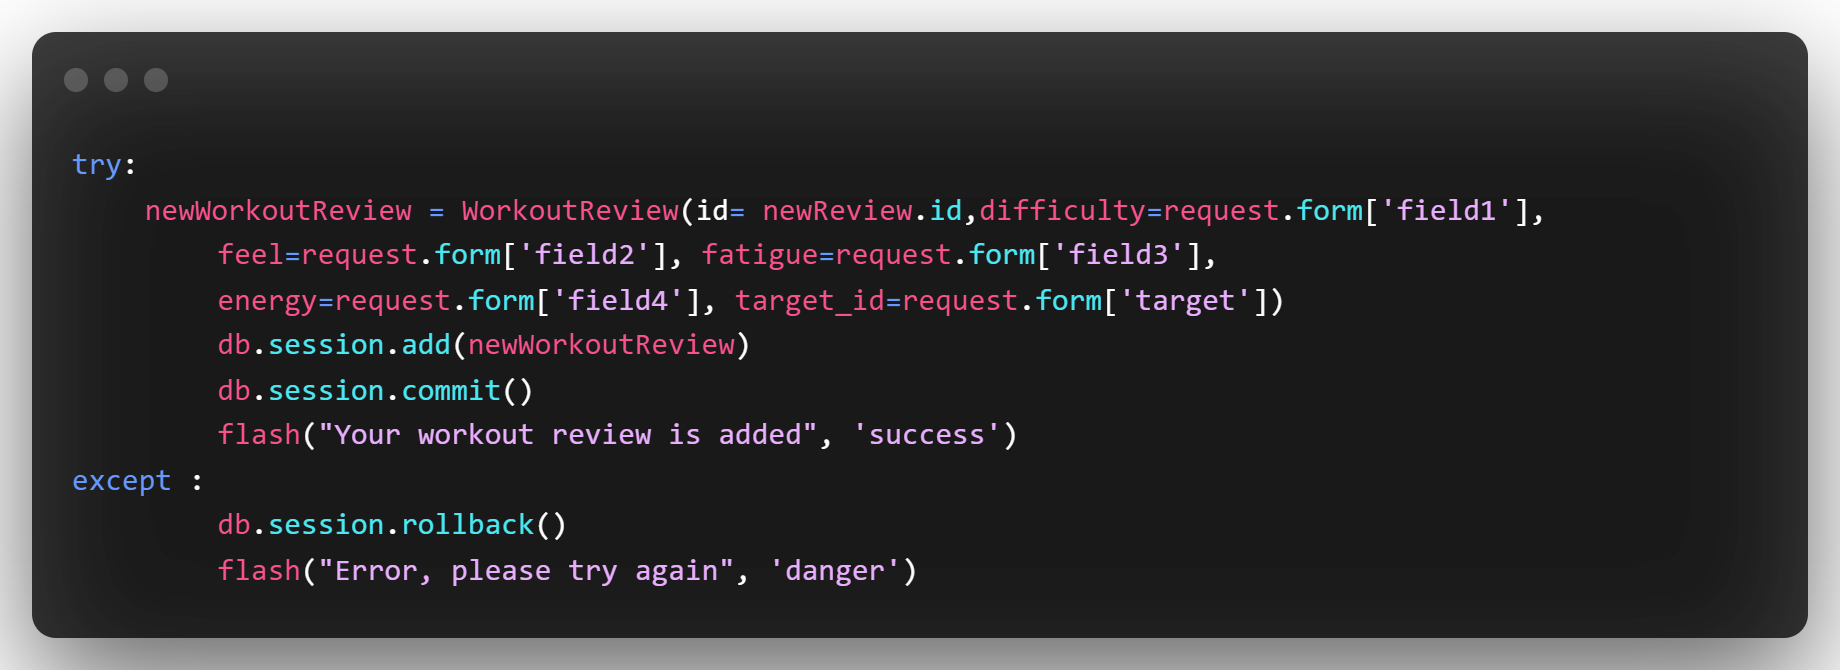 try:
    newWorkoutReview = WorkoutReview(id= newReview.id,difficulty=request.form['field1'],
        feel=request.form['field2'], fatigue=request.form['field3'],
        energy=request.form['field4'], target_id=request.form['target'])
        db.session.add(newWorkoutReview)
        db.session.commit()
        flash("Your workout review is added", 'success')
except :
        db.session.rollback()
        flash("Error, please try again", 'danger')